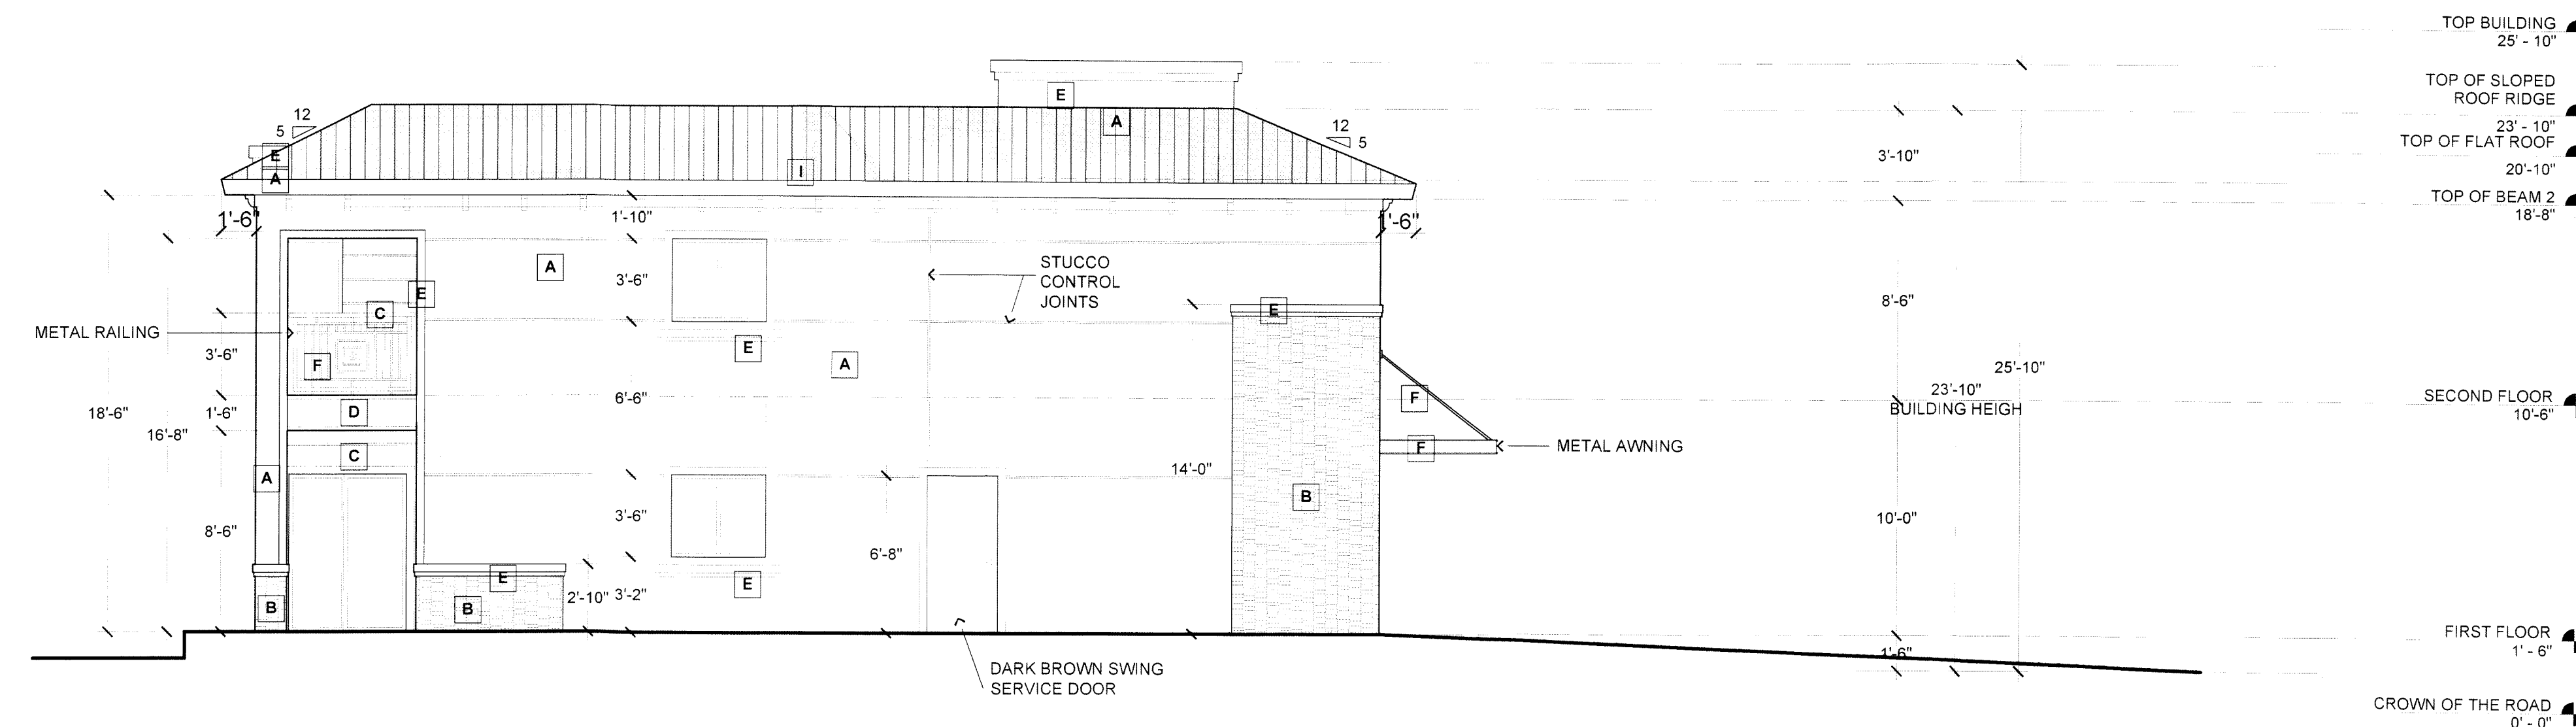 TOP BUILDING
25' - 10"
TOP OF SLOPED
ROOF RIDGE
23' - 10"
TOP OF FLAT ROOF
20'-10"
TOP OF BEAM 2
18'-8"
SECOND FLOOR
10'-6"
FIRST FLOOR
1' - 6"
CROWN OF THE ROAD
0' - 0"
E
A
12
5
12
5
E
A
I
3'-10"
1'-6"
1'-10"
'-6"
A
3'-6"
STUCCO
CONTROL
JOINTS
E
C
E
8'-6"
METAL RAILING
3'-6"
F
E
A
25'-10"
23'-10"
BUILDING HEIGH
F
6'-6"
18'-6"
1'-6"
D
16'-8"
F
METAL AWNING
C
14'-0"
A
B
3'-6"
10'-0"
8'-6"
6'-8"
E
E
2'-10"
3'-2"
B
B
1'-6"
DARK BROWN SWING
SERVICE DOOR